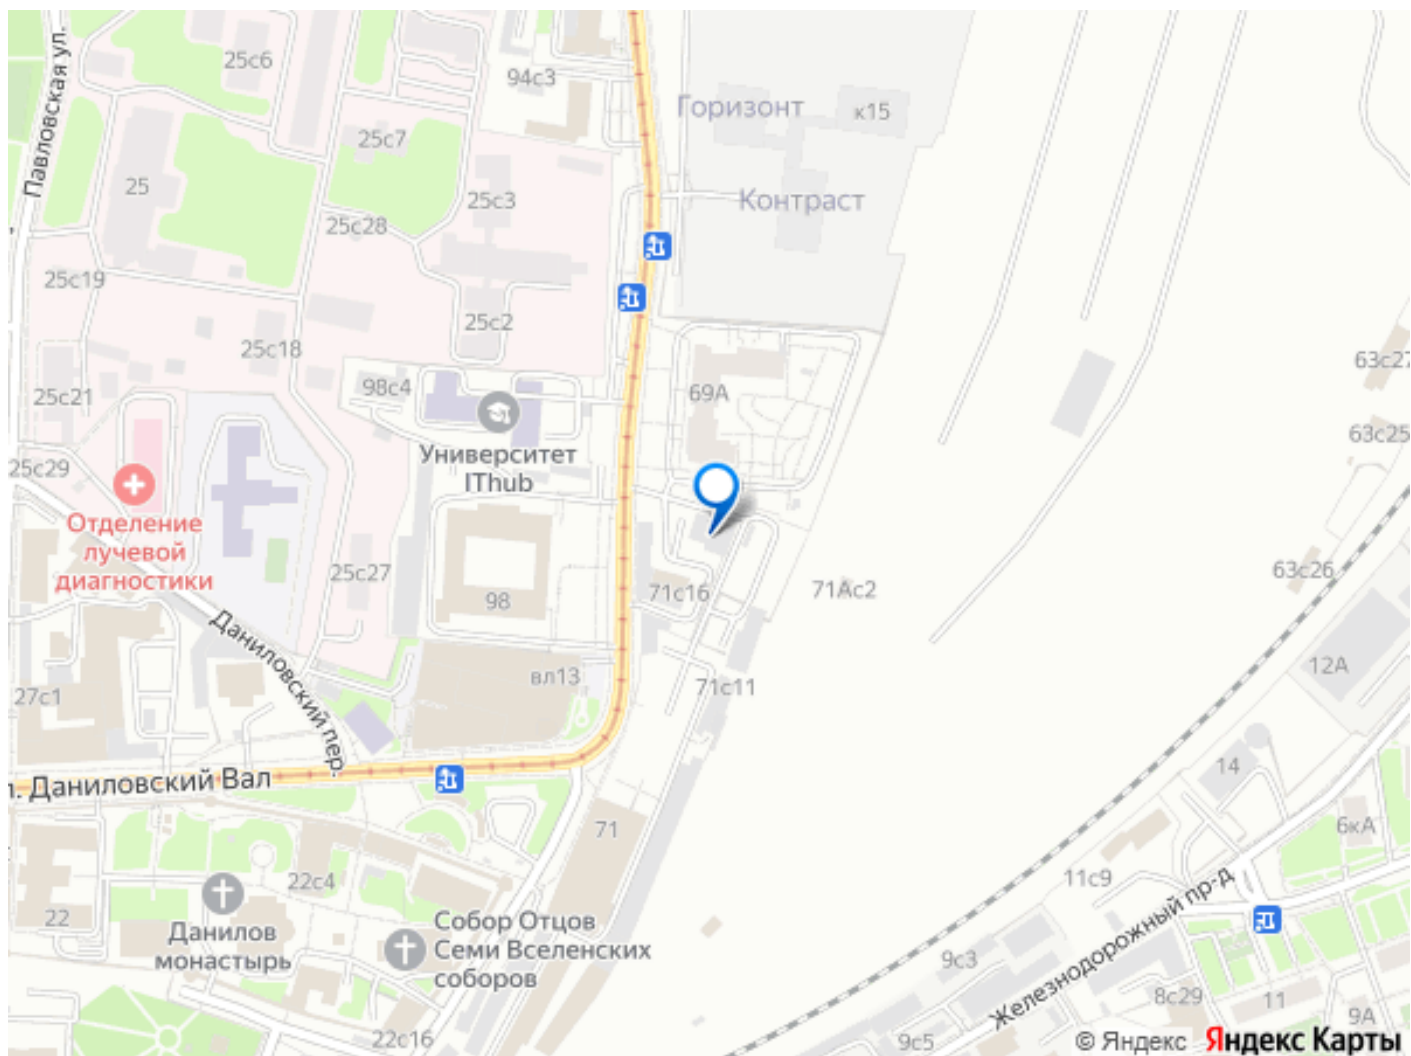 Павловская ул.
25с6
94с3
Горизонт
к15
25с7
25
25с3
Контраст
25с28
25с19
25с2
25с18
63с27
98с4
69А
25с21
63с25
Университет
IThub
25с29
Отделение
лучевой
диагностики
25с27
63с26
98
71с16
71Ас2
Даниловский пер.
вл13
12А
71с11
27с1
14
л. Даниловский Вал
71
6кА
22с4
11с9
22
Данилов
монастырь
Собор Отцов
Семи Вселенских
соборов
9с3
Железнодорожный пр-д
8с29
11
9А
22с16
9с5
© Яндекс Яндекс Карты